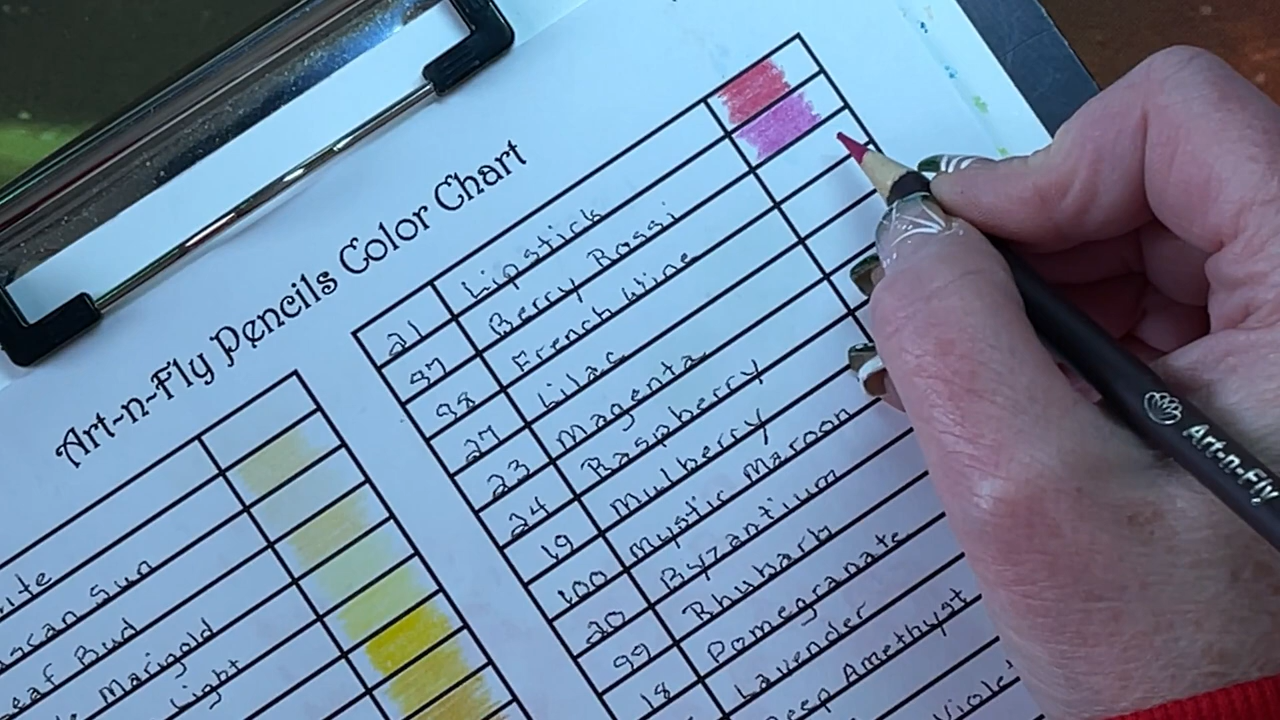 Art-n-Fly Pencils Color Chart
21 Lipstick
97 Berry Rossi
98 French Wine
27 Lilac
23 Magenta
24 Raspberry
19 Mulberry
100 Mystic Maroon
20 Byzantium
99 Rhubarb
18 Pomegranate
Lavender
Deep Amethyst
Violet
Sun
Bud
Marigold
Light
Art-n-Fly